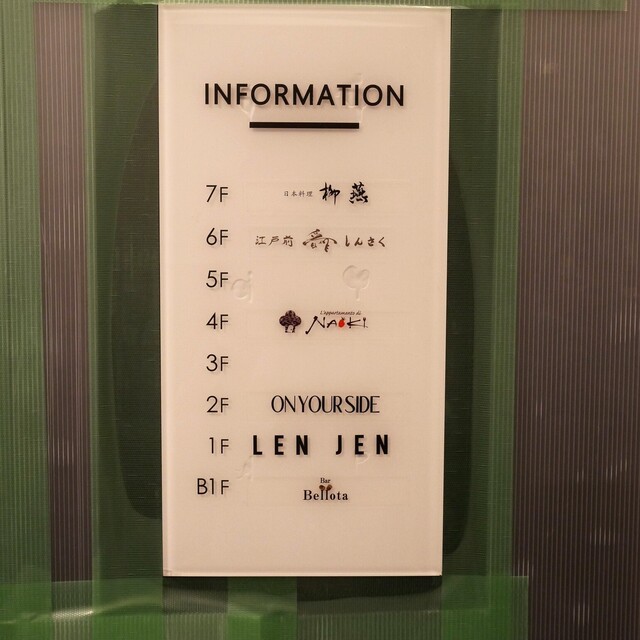 INFORMATION
7F 日本料理 柳燕
6F 江戸前 しんさく
5F
4F L'appartamento di NAOKI
3F
2F ON YOUR SIDE
1F LEN JEN
B1F Bar Bellota